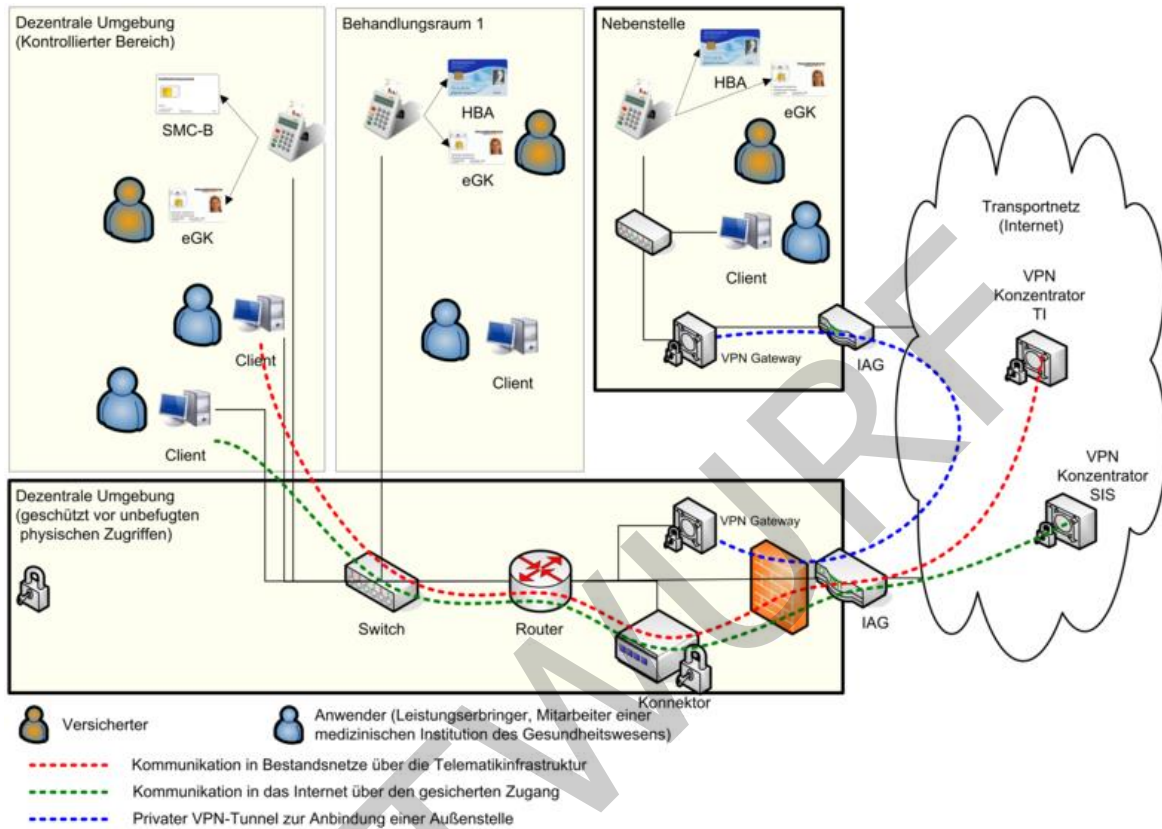 Dezentrale Umgebung
(Kontrollierter Bereich)
SMC-B
eGK
Client
Client
Behandlungsraum 1
HBA
eGK
Client
Nebenstelle
HBA
eGK
Client
VPN Gateway
IAG
Transportnetz
(Internet)
VPN
Konzentrator
TI
VPN
Konzentrator
SIS
Dezentrale Umgebung
(geschützt vor unbefugten
physischen Zugriffen)
Switch
Router
VPN Gateway
Konnektor
IAG
Versicherter
Anwender (Leistungserbringer, Mitarbeiter einer
medizinischen Institution des Gesundheitswesens)
Kommunikation in Bestandsnetze über die Telematikinfrastruktur
Kommunikation in das Internet über den gesicherten Zugang
Privater VPN-Tunnel zur Anbindung einer Außenstelle
TWURF